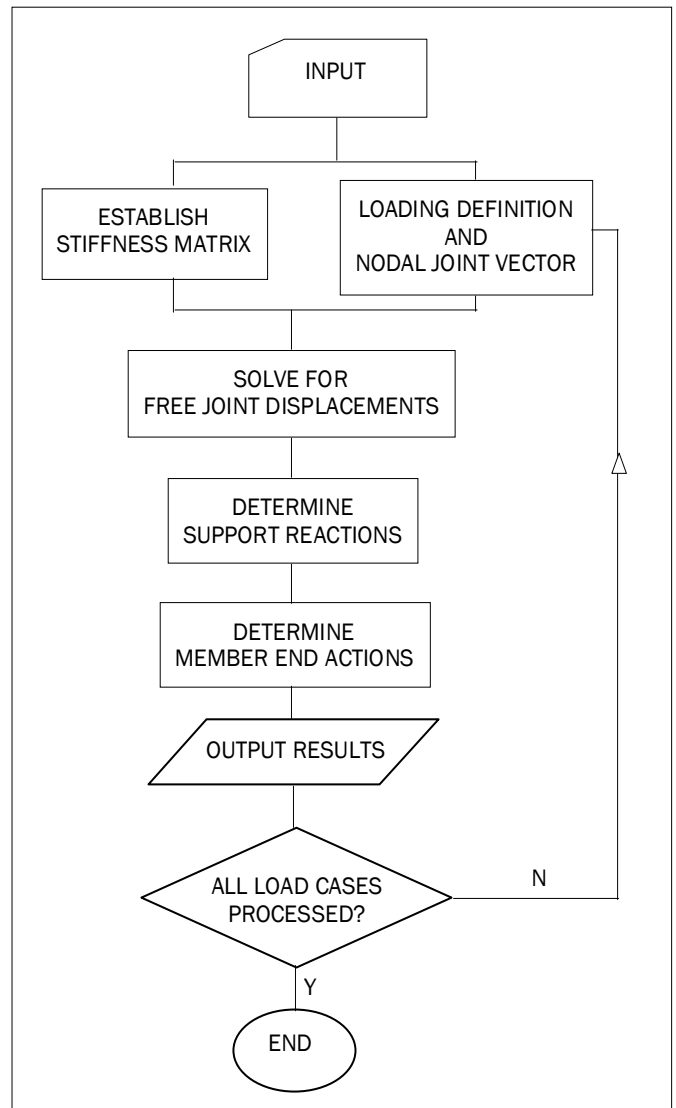 INPUT
ESTABLISH
STIFFNESS MATRIX
LOADING DEFINITION
AND
NODAL JOINT VECTOR
SOLVE FOR
FREE JOINT DISPLACEMENTS
DETERMINE
SUPPORT REACTIONS
DETERMINE
MEMBER END ACTIONS
OUTPUT RESULTS
ALL LOAD CASES
PROCESSED?
N
Y
END